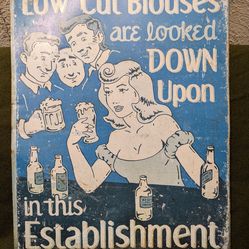 Low Cut Blouses
are looked
DOWN
Upon
in this
Establishment